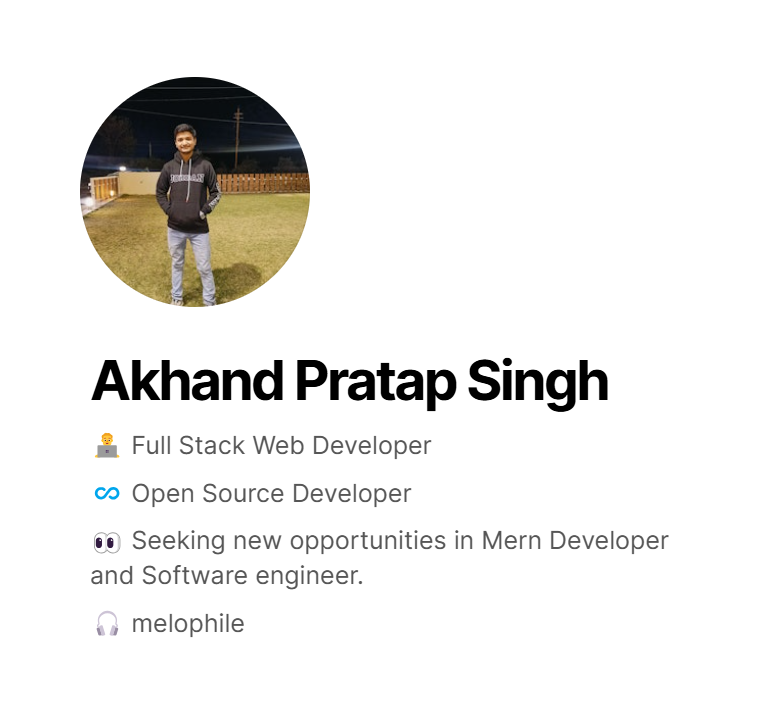 Akhand Pratap Singh
Full Stack Web Developer
Open Source Developer
Seeking new opportunities in Mern Developer
and Software engineer.
melophile